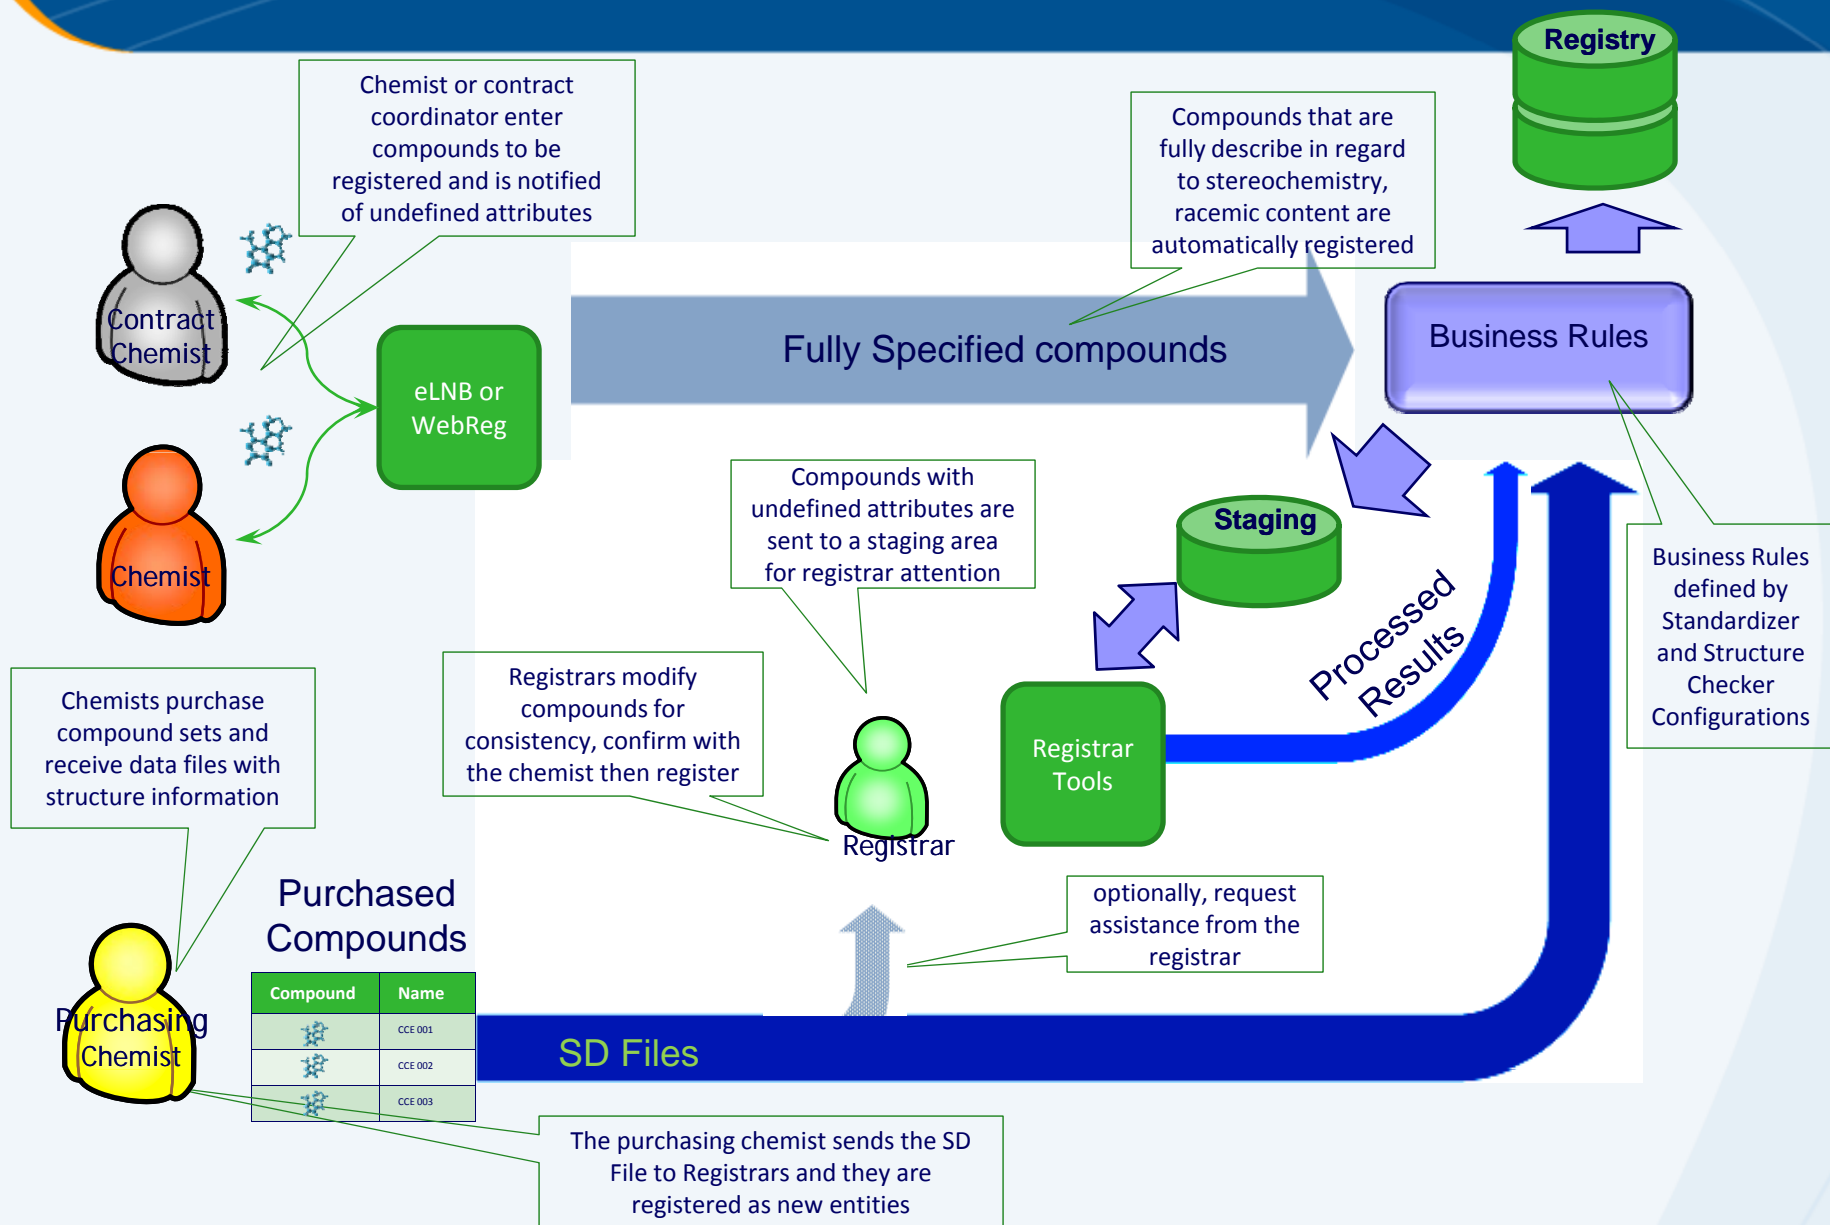 Registry
Chemist or contract
coordinator enter
compounds to be
registered and is notified
of undefined attributes
Compounds that are
fully describe in regard
to stereochemistry,
racemic content are
automatically registered
Contract
Chemist
eLNB or
WebReg
Fully Specified compounds
Business Rules
Chemist
Compounds with
undefined attributes are
sent to a staging area
for registrar attention
Staging
Business Rules
defined by
Standardizer
and Structure
Checker
Configurations
Processed
Results
Chemists purchase
compound sets and
receive data files with
structure information
Registrars modify
compounds for
consistency, confirm with
the chemist then register
Registrar
Registrar
Tools
Purchased
Compounds
optionally, request
assistance from the
registrar
Purchasing
Chemist
Compound Name
CCE 001
CCE 002
CCE 003
SD Files
The purchasing chemist sends the SD
File to Registrars and they are
registered as new entities